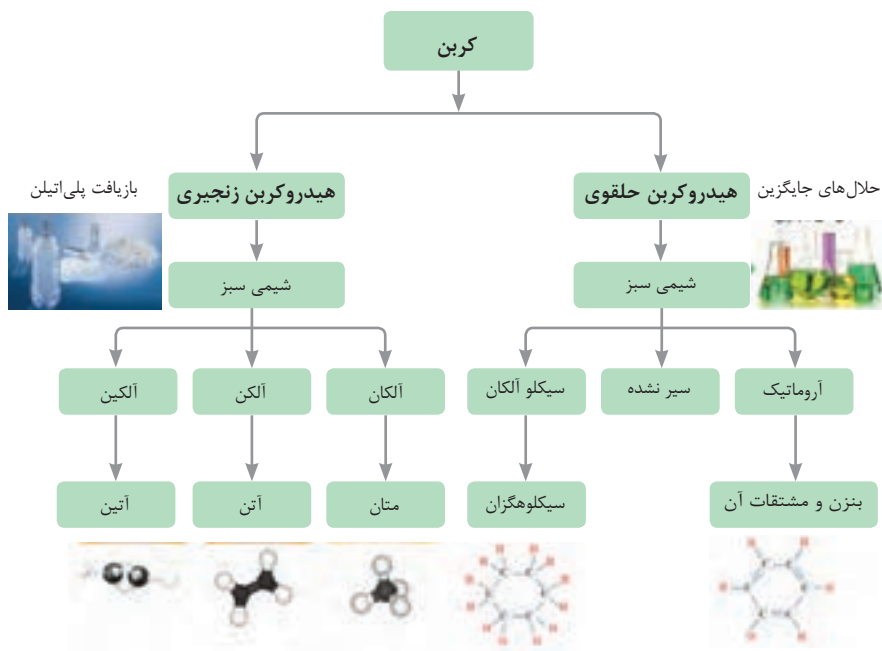 کربن
هیدروکربن حلقوی
هیدروکربن زنجیری
حلال‌های جایگزین
بازیافت پلی‌اتیلن
شیمی سبز
شیمی سبز
آروماتیک
سیر نشده
سیکلو آلکان
آلکان
آلکن
آلکین
بنزن و مشتقات آن
سیکلوهگزان
متان
آتن
آتین